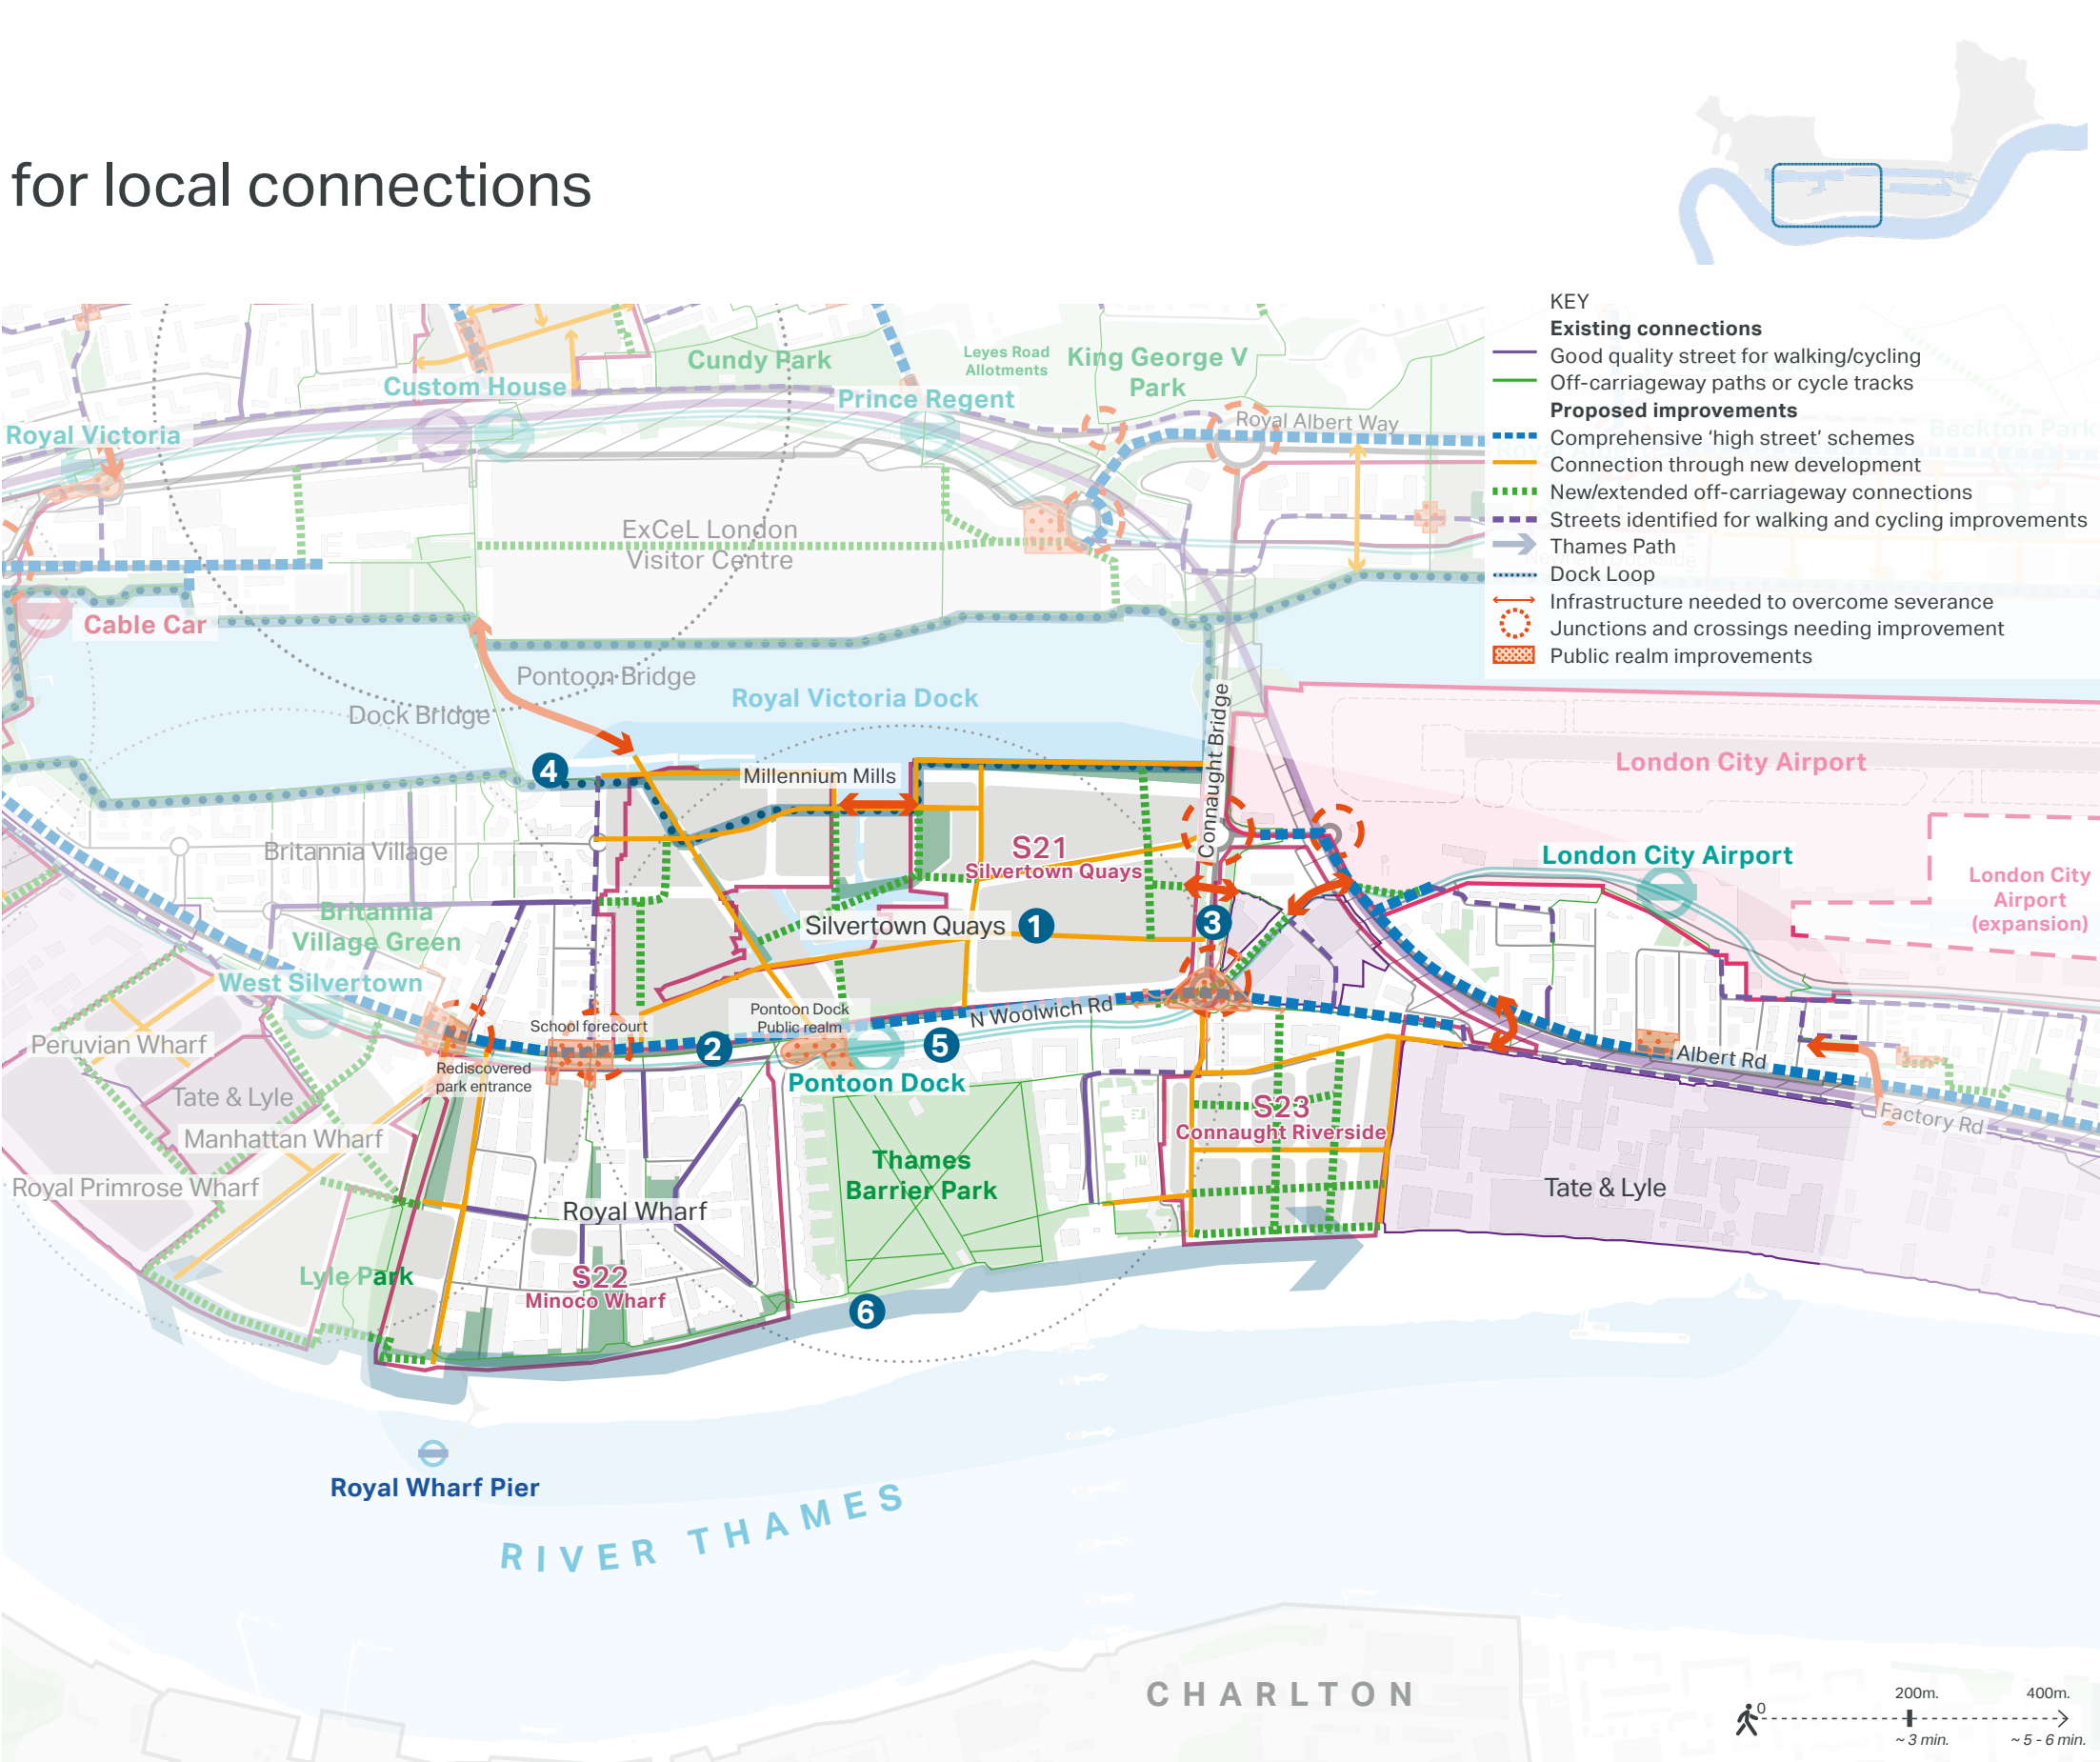 for local connections
KEY
Existing connections
Good quality street for walking/cycling
Off-carriageway paths or cycle tracks
Proposed improvements
Comprehensive ‘high street’ schemes
Connection through new development
New/extended off-carriageway connections
Streets identified for walking and cycling improvements
Thames Path
Dock Loop
Infrastructure needed to overcome severance
Junctions and crossings needing improvement
Public realm improvements
Cundy Park
Leyes Road
Allotments
King George V
Park
Custom House
Prince Regent
Royal Albert Way
Royal Victoria
Beckton Park
ExCeL London
Visitor Centre
Cable Car
Pontoon Bridge
Dock Bridge
Royal Victoria Dock
Connaught Bridge
London City Airport
4
Millennium Mills
Britannia Village
S21
Silvertown Quays
London City Airport
London City
Airport
(expansion)
Britannia
Village Green
Silvertown Quays
1
3
West Silvertown
School forecourt
Pontoon Dock
Public realm
N Woolwich Rd
Peruvian Wharf
2
5
Albert Rd
Rediscovered
park entrance
Pontoon Dock
Tate & Lyle
S23
Connaught Riverside
Factory Rd
Manhattan Wharf
Thames
Barrier Park
Royal Primrose Wharf
Royal Wharf
Tate & Lyle
Lyle Park
S22
Minoco Wharf
6
Royal Wharf Pier
RIVER THAMES
CHARLTON
0
200m.
400m.
~ 3 min.
~ 5 - 6 min.